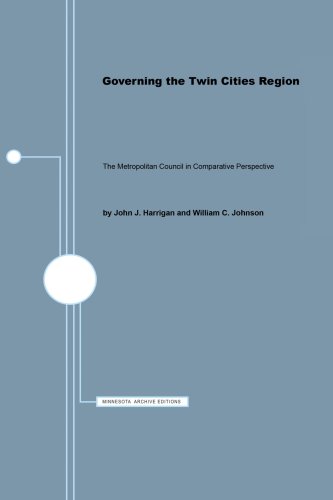 Governing the Twin Cities Region
The Metropolitan Council in Comparative Perspective
by John J. Harrigan and William C. Johnson
MINNESOTA ARCHIVE EDITIONS